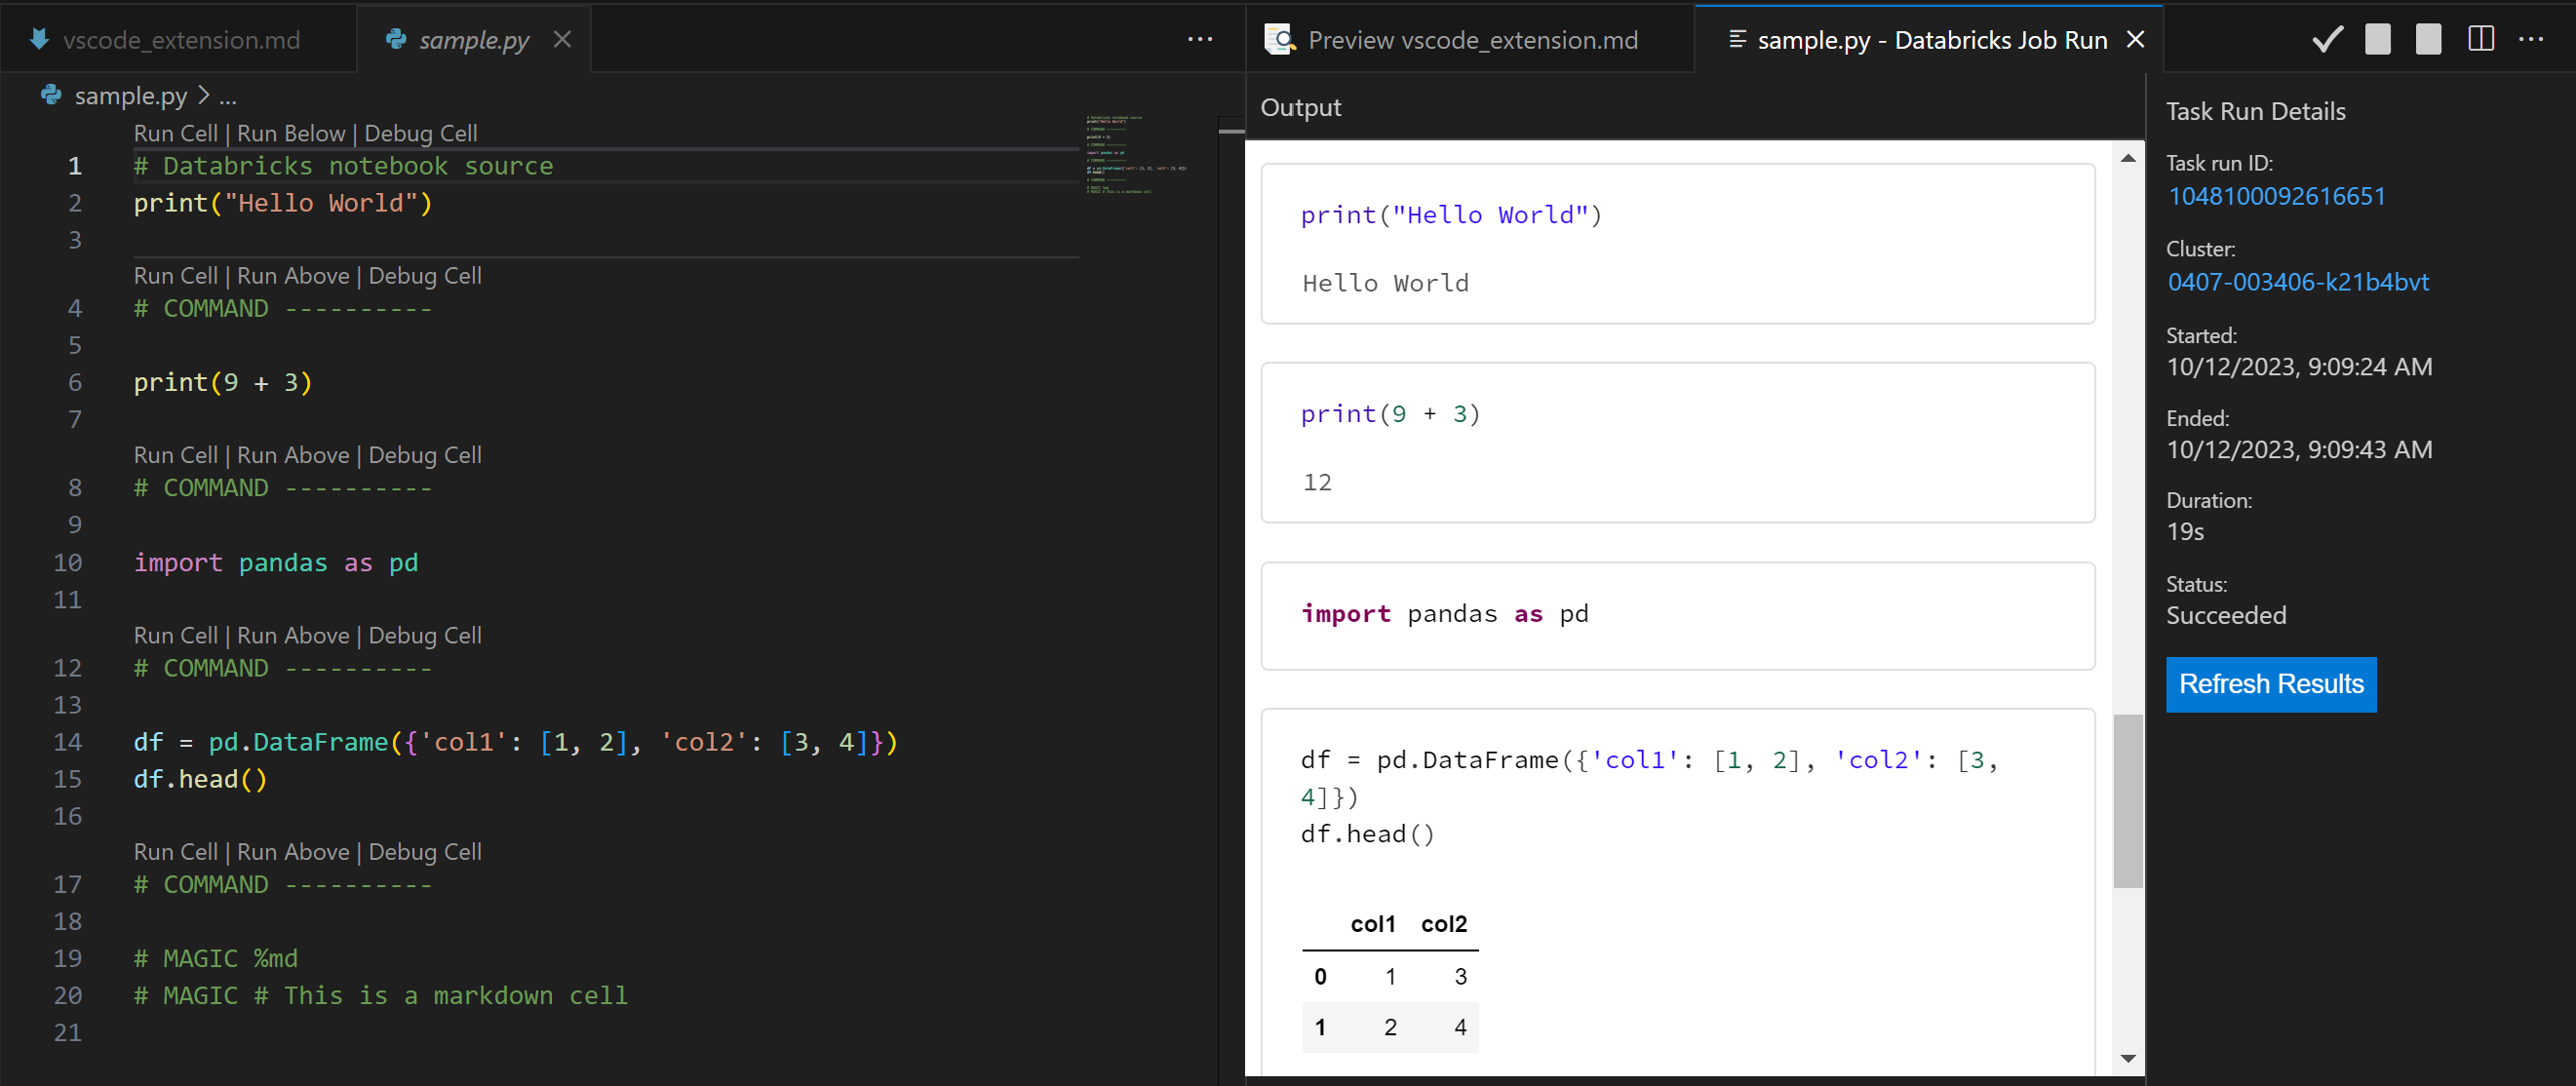 vscode_extension.md
sample.py
Preview vscode_extension.md
sample.py - Databricks Job Run
sample.py > ...
Run Cell | Run Below | Debug Cell
1 # Databricks notebook source
2 print("Hello World")
3
Run Cell | Run Above | Debug Cell
4 # COMMAND ----------
5
6 print(9 + 3)
7
Run Cell | Run Above | Debug Cell
8 # COMMAND ----------
9
10 import pandas as pd
11
Run Cell | Run Above | Debug Cell
12 # COMMAND ----------
13
14 df = pd.DataFrame({'col1': [1, 2], 'col2': [3, 4]})
15 df.head()
16
Run Cell | Run Above | Debug Cell
17 # COMMAND ----------
18
19 # MAGIC %md
20 # MAGIC # This is a markdown cell
21
Output
print("Hello World")
Hello World
print(9 + 3)
12
import pandas as pd
df = pd.DataFrame({'col1': [1, 2], 'col2': [3,
4]})
df.head()
col1 col2
0 1 3
1 2 4
Task Run Details
Task run ID:
1048100092616651
Cluster:
0407-003406-k21b4bvt
Started:
10/12/2023, 9:09:24 AM
Ended:
10/12/2023, 9:09:43 AM
Duration:
19s
Status:
Succeeded
Refresh Results